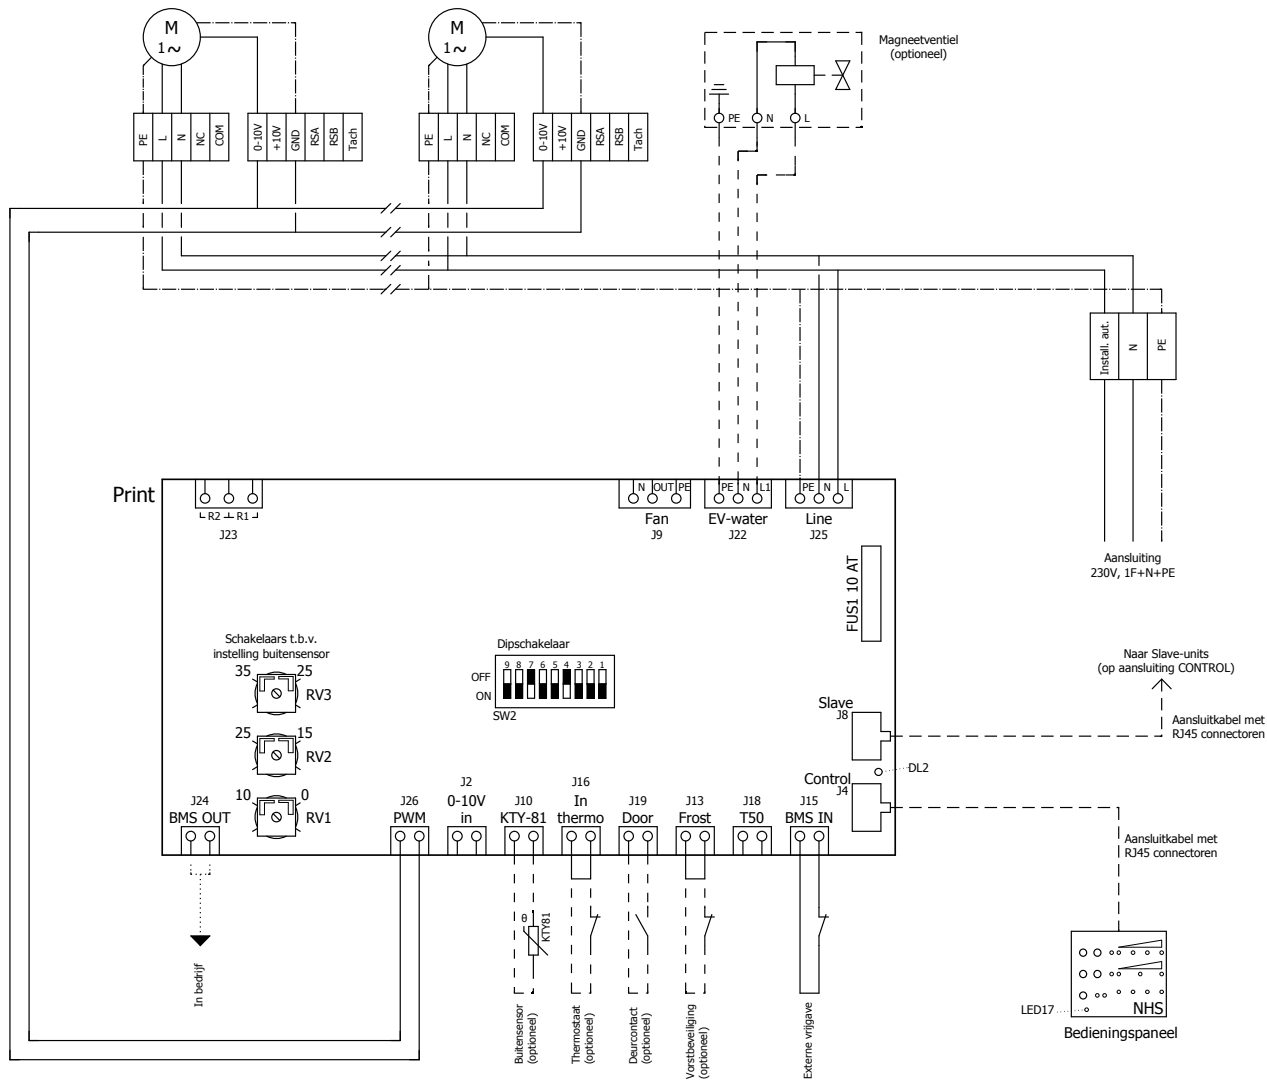 M
1~
M
1~
Magneetventiel
(optioneel)
PE
N
L
PE
L
N
NC
COM
0-10V
+10V
GND
RSA
RSB
Tach
PE
L
N
NC
COM
0-10V
+10V
GND
RSA
RSB
Tach
Install. aut.
N
PE
Aansluiting
230V, 1F+N+PE
Print
R2
R1
J23
N
OUT
PE
Fan
J9
PE
N
L1
EV-water
J22
PE
N
L
Line
J25
FUS1 10 AT
Schakelaars t.b.v.
instelling buitensensor
35
25
RV3
25
15
RV2
10
0
RV1
Dipschakelaar
9 8 7 6 5 4 3 2 1
OFF
ON
SW2
Naar Slave-units
(op aansluiting CONTROL)
Slave
J8
Aansluitkabel met
RJ45 connectoren
DL2
Control
J4
J24
BMS OUT
J26
PWM
J2
0-10V
in
J10
KTY-81
J16
In
thermo
J19
Door
J13
Frost
J18
T50
J15
BMS IN
Aansluitkabel met
RJ45 connectoren
θ
KTY81
In bedrijf
Buitensensor
(optioneel)
Thermostaat
(optioneel)
Deurcontact
(optioneel)
Vorstbeveiliging
(optioneel)
Externe vrijgave
LED17
NHS
Bedieningspaneel